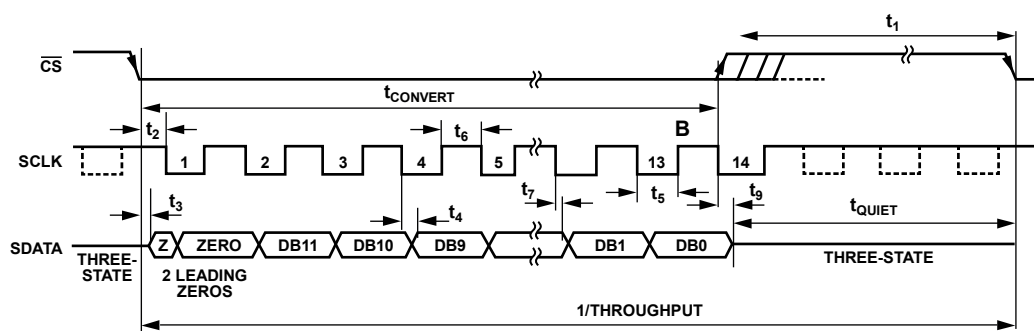 t1
CS
tCONVERT
t2
t6
B
SCLK
1
2
3
4
5
13
14
t3
t4
t7
t5
t9
tQUIET
SDATA
Z
ZERO
DB11
DB10
DB9
DB1
DB0
THREE-
STATE
2 LEADING
ZEROS
THREE-STATE
1/THROUGHPUT